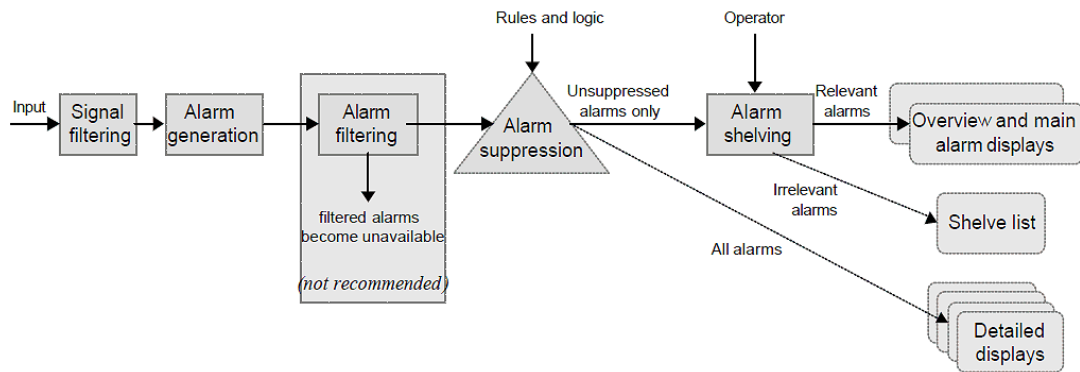 Rules and logic
Operator
Input
Signal
filtering
Alarm
generation
Alarm
filtering
filtered alarms
become unavailable
(not recommended)
Alarm
suppression
Unsuppressed
alarms only
Alarm
shelving
Relevant
alarms
Overview and main
alarm displays
Irrelevant
alarms
Shelve list
All alarms
Detailed
displays